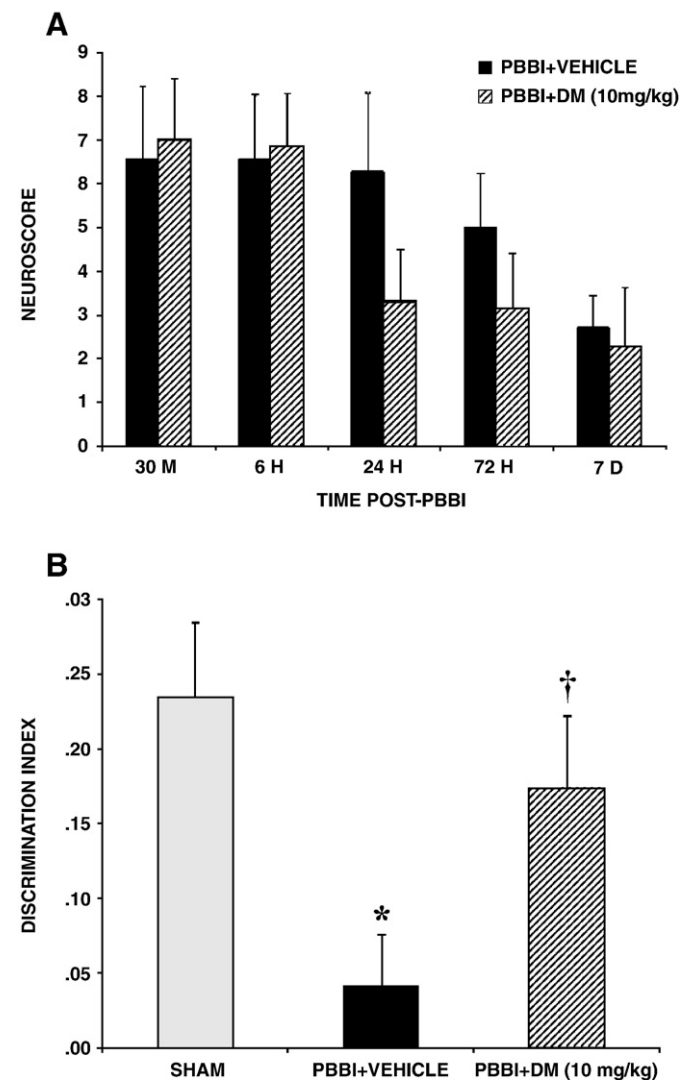 A
9
8
7
8
5
4
3
2
1
0
NEUROSCORE
PBBI+VEHICLE
PBBI+DM (10mg/kg)
30 M 6 H 24 H 72 H 7 D
TIME POST-PBBI
B
.03
.25
.20
.15
.10
.05
.00
DISCRIMINATION INDEX
*
†
SHAM PBBI+VEHICLE PBBI+DM (10 mg/kg)